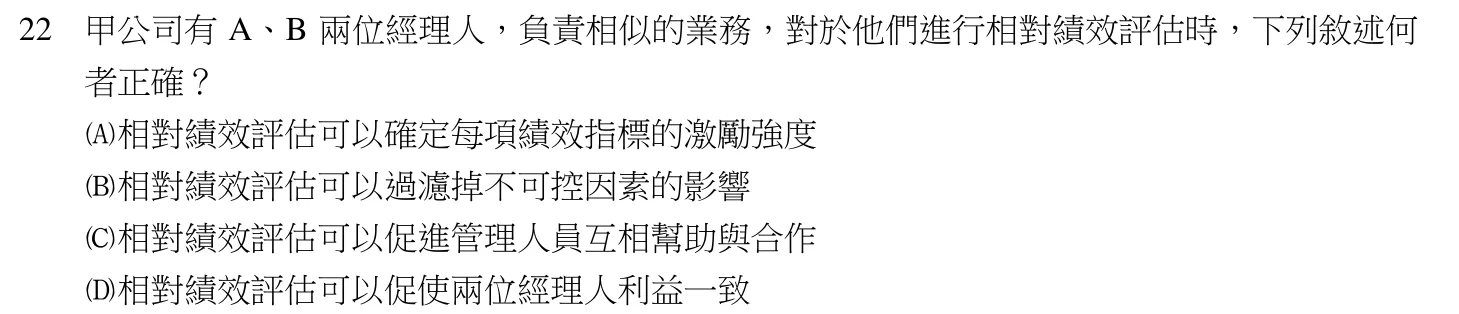 22 甲公司有 A、B 兩位經理人，負責相似的業務，對於他們進行相對績效評估時，下列敘述何
者正確？
(A)相對績效評估可以確定每項績效指標的激勵強度
(B)相對績效評估可以過濾掉不可控因素的影響
(C)相對績效評估可以促進管理人員互相幫助與合作
(D)相對績效評估可以促使兩位經理人利益一致